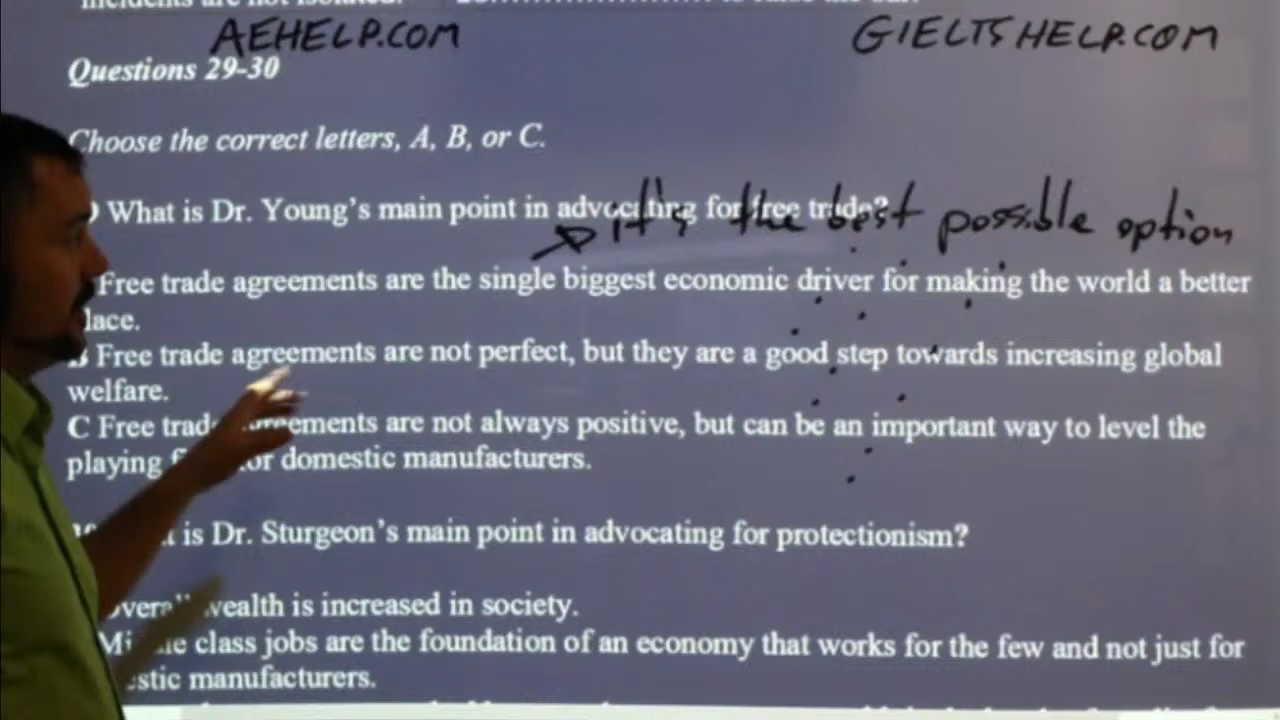 AEHELP.COM GIELTSHELP.COM
Questions 29-30
Choose the correct letters, A, B, or C.
What is Dr. Young's main point in advocating for free trade?
it's the best possible option
Free trade agreements are the single biggest economic driver for making the world a better
lace.
B Free trade agreements are not perfect, but they are a good step towards increasing global
welfare.
C Free trade agreements are not always positive, but can be an important way to level the
playing for domestic manufacturers.
is Dr. Sturgeon's main point in advocating for protectionism?
Overall wealth is increased in society.
Middle class jobs are the foundation of an economy that works for the few and not just for
estic manufacturers.